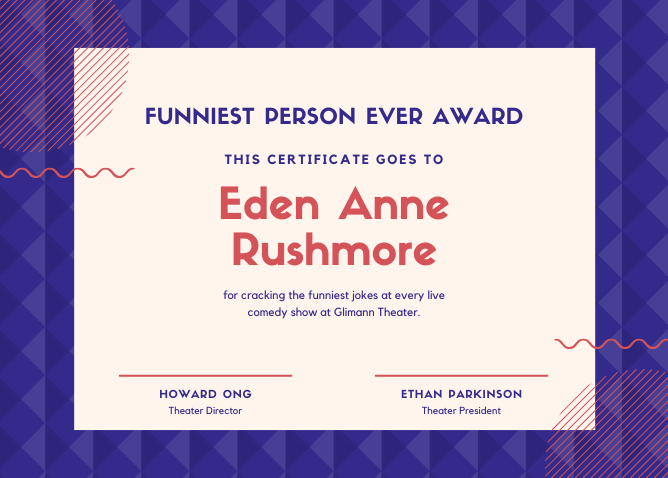 FUNNIEST PERSON EVER AWARD
THIS CERTIFICATE GOES TO
Eden Anne
Rushmore
for cracking the funniest jokes at every live
comedy show at Glimann Theater.
HOWARD ONG
Theater Director
ETHAN PARKINSON
Theater President